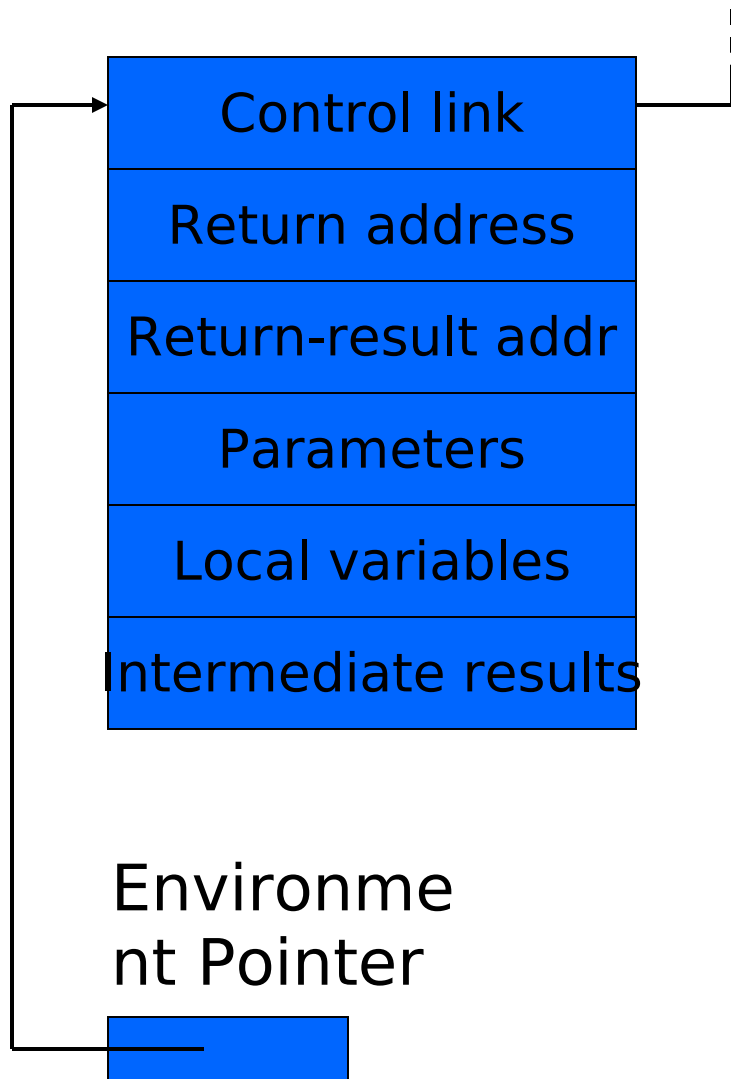 Control link
Return address
Return-result addr
Parameters
Local variables
Intermediate results
Environme
nt Pointer